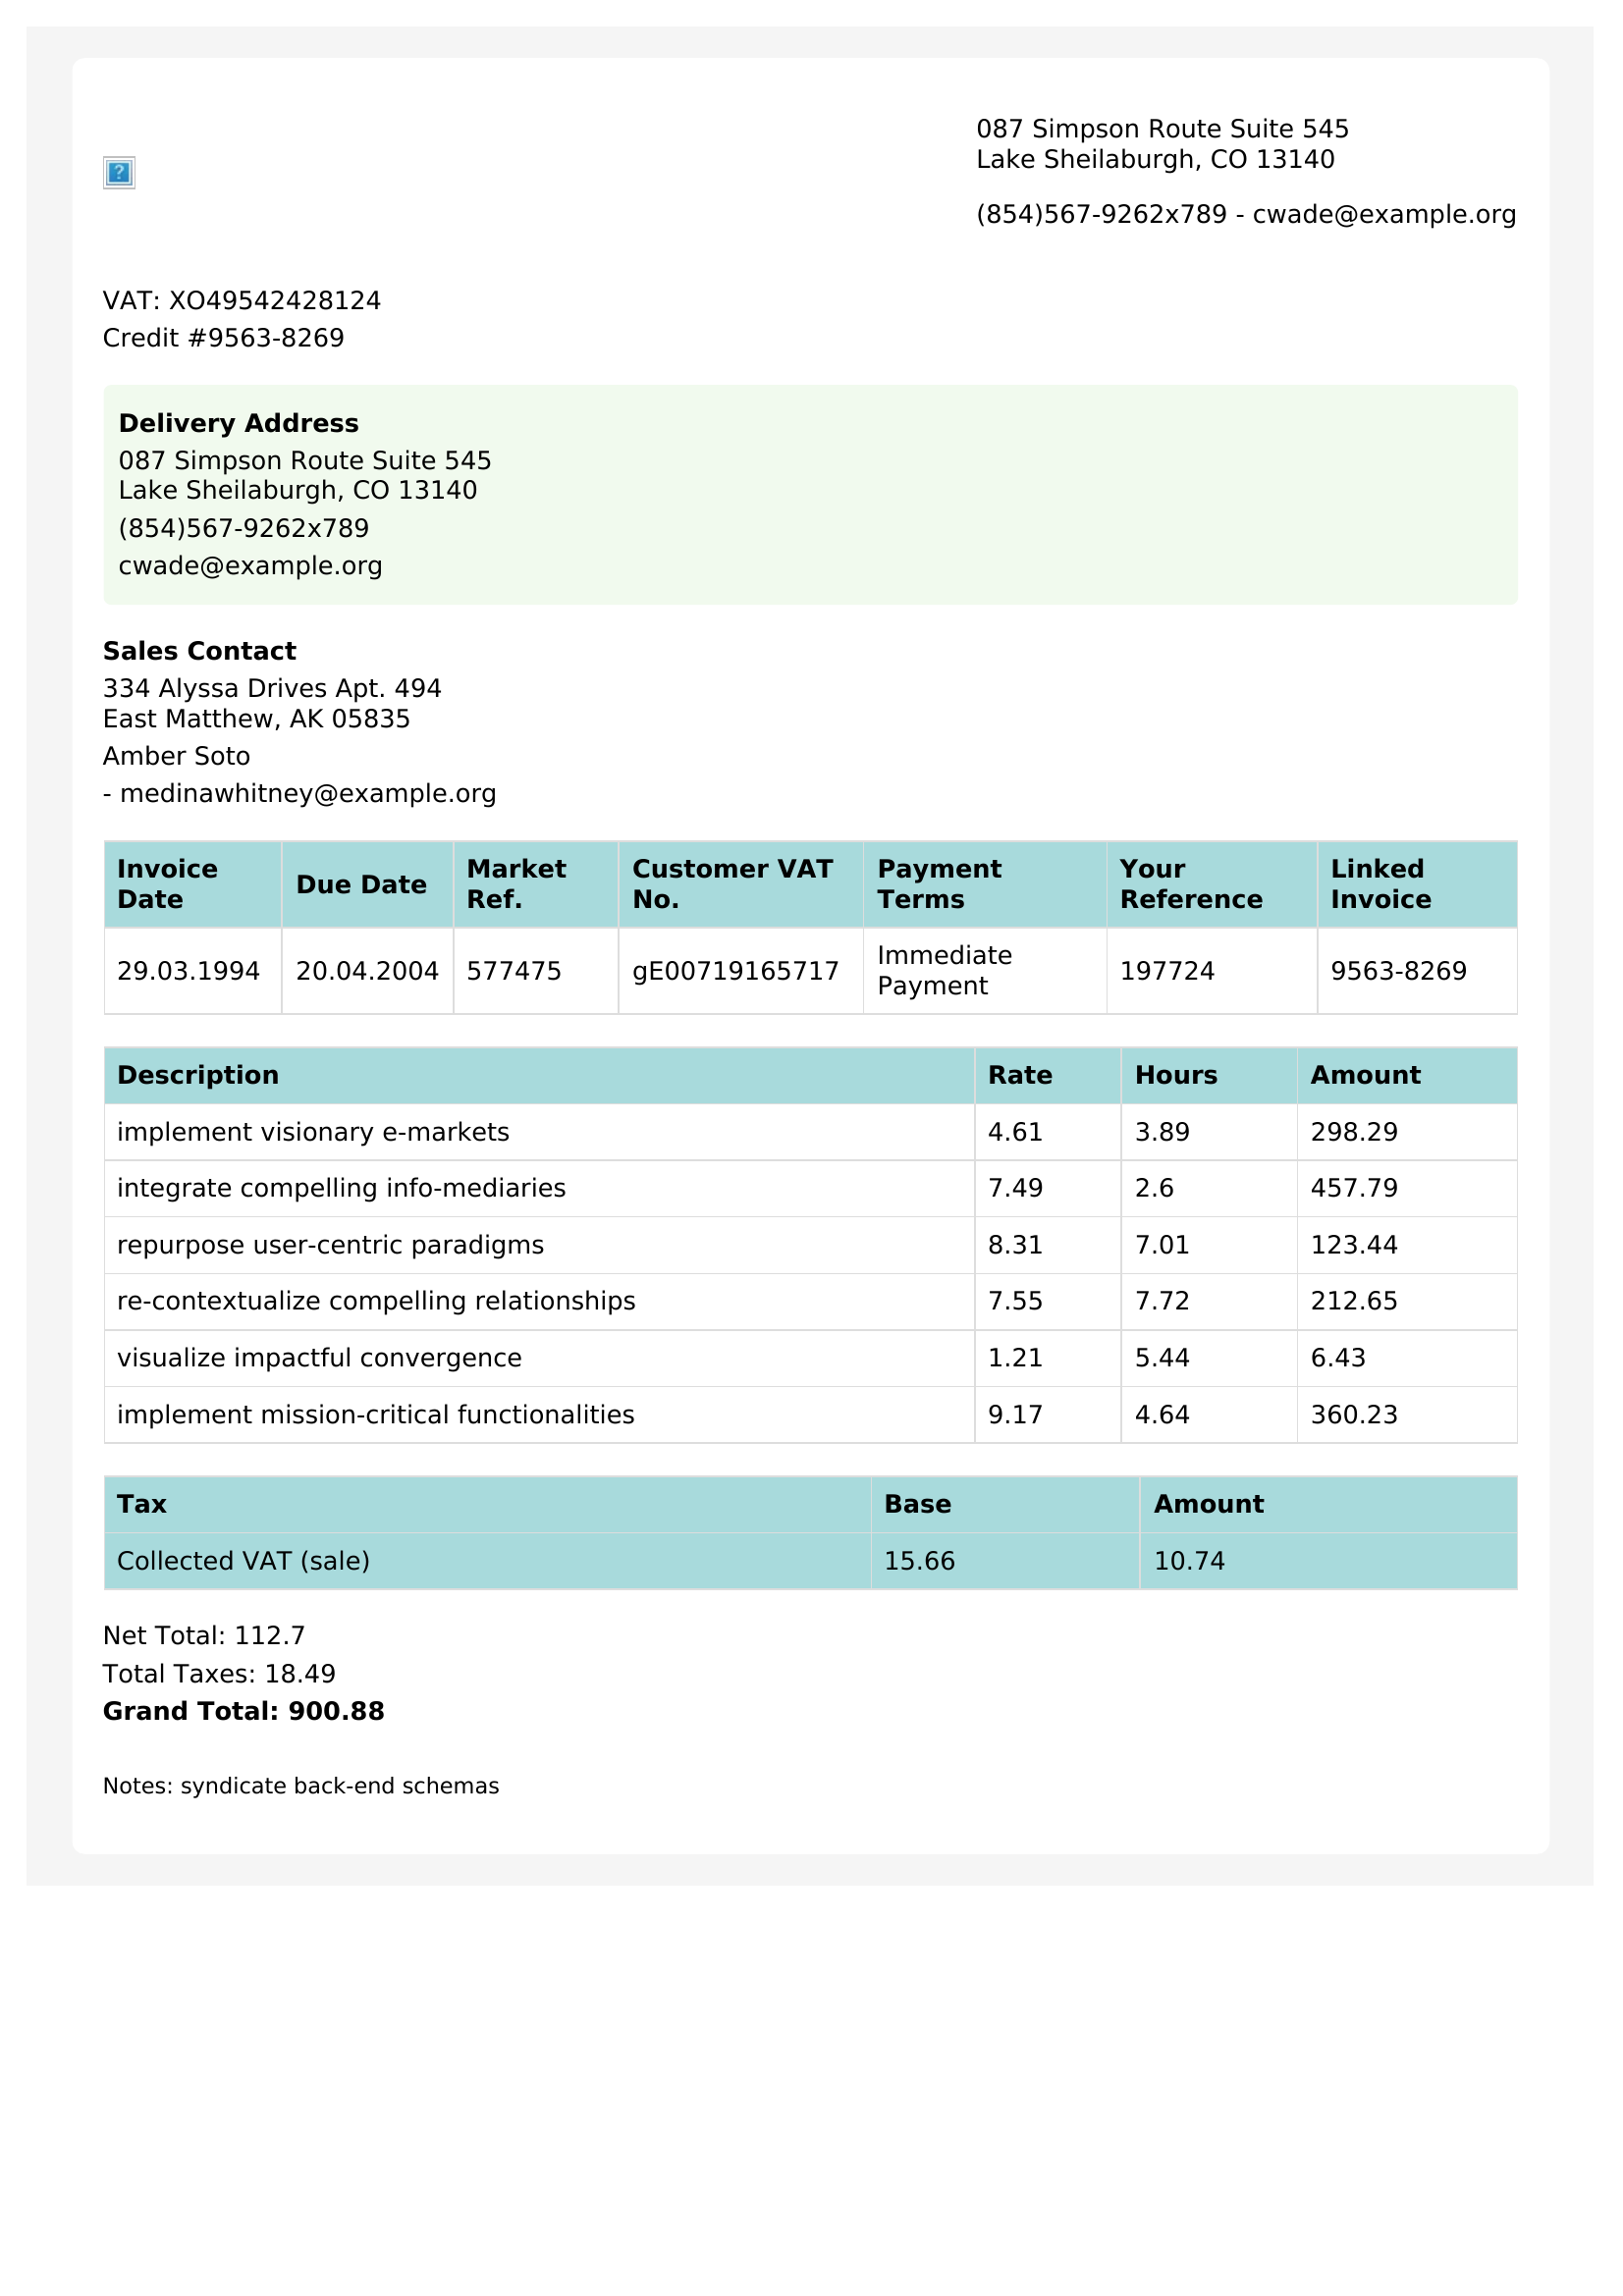 087 Simpson Route Suite 545
Lake Sheilaburgh, CO 13140
(854)567-9262x789 - cwade@example.org
VAT: XO49542428124
Credit #9563-8269
Delivery Address
087 Simpson Route Suite 545
Lake Sheilaburgh, CO 13140
(854)567-9262x789
cwade@example.org
Sales Contact
334 Alyssa Drives Apt. 494
East Matthew, AK 05835
Amber Soto
- medinawhitney@example.org
Invoice Date Due Date Market Ref. Customer VAT No. Payment Terms Your Reference Linked Invoice
29.03.1994 20.04.2004 577475 gE00719165717 Immediate Payment 197724 9563-8269
Description Rate Hours Amount
implement visionary e-markets 4.61 3.89 298.29
integrate compelling info-mediaries 7.49 2.6 457.79
repurpose user-centric paradigms 8.31 7.01 123.44
re-contextualize compelling relationships 7.55 7.72 212.65
visualize impactful convergence 1.21 5.44 6.43
implement mission-critical functionalities 9.17 4.64 360.23
Tax Base Amount
Collected VAT (sale) 15.66 10.74
Net Total: 112.7
Total Taxes: 18.49
Grand Total: 900.88
Notes: syndicate back-end schemas